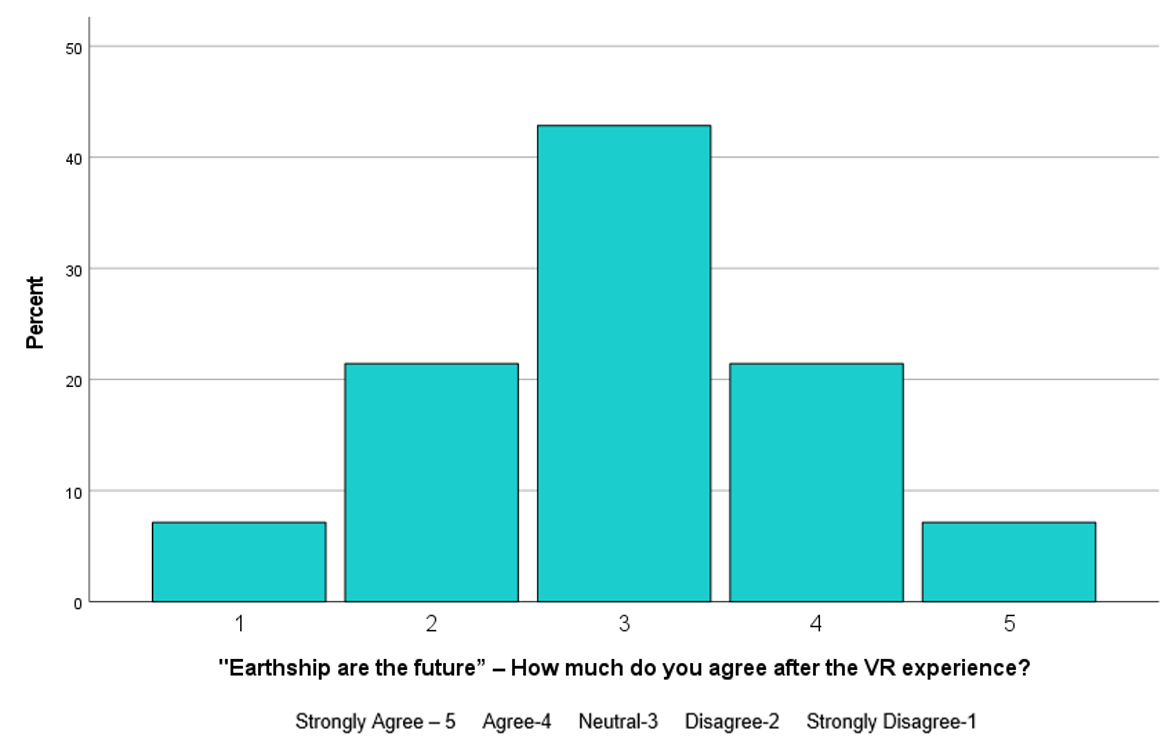 50
40
30
20
10
0
Percent
1 2 3 4 5
"Earthship are the future” – How much do you agree after the VR experience?
Strongly Agree – 5 Agree-4 Neutral-3 Disagree-2 Strongly Disagree-1